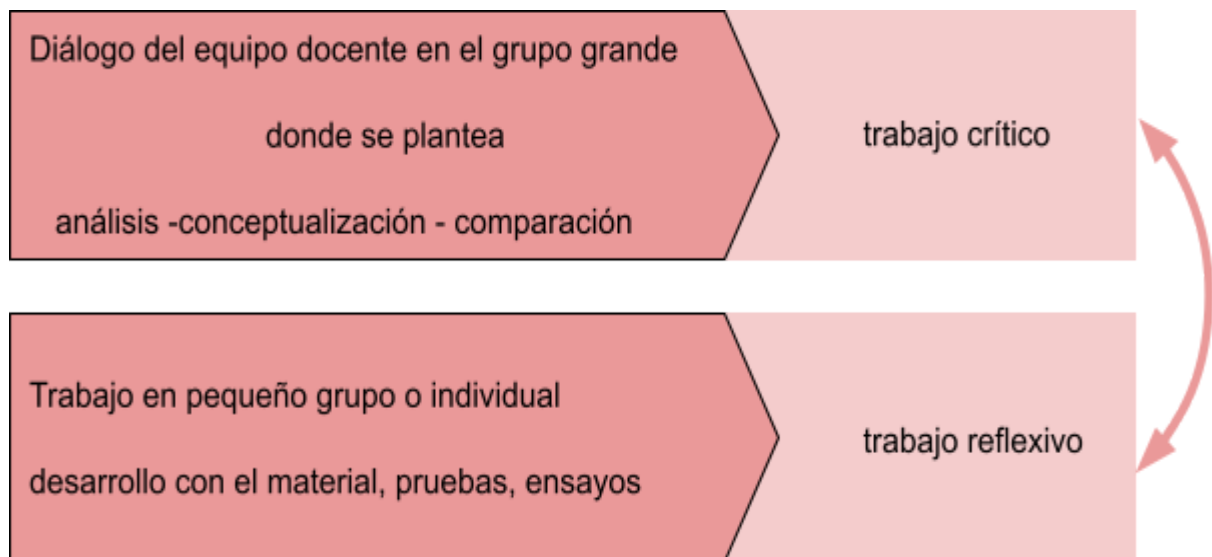 Diálogo del equipo docente en el grupo grande
donde se plantea
análisis -conceptualización - comparación
trabajo crítico
Trabajo en pequeño grupo o individual
desarrollo con el material, pruebas, ensayos
trabajo reflexivo